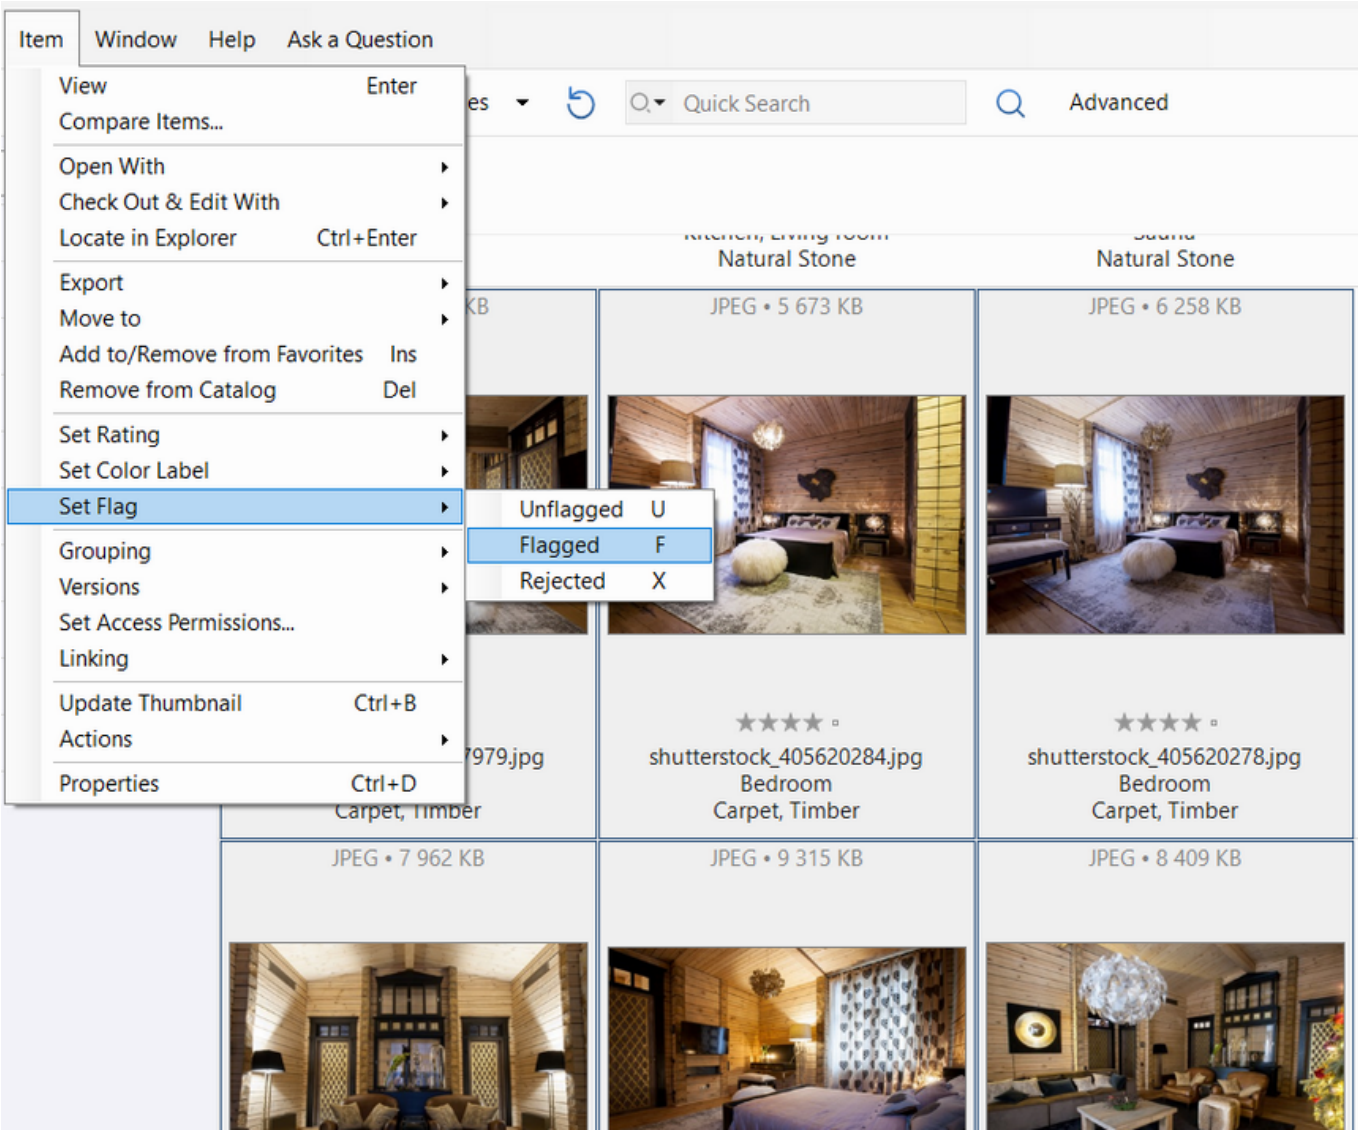 Item Window Help Ask a Question
View Enter
Compare Items...
Open With
Check Out & Edit With
Locate in Explorer Ctrl+Enter
Export
Move to
Add to/Remove from Favorites Ins
Remove from Catalog Del
Set Rating
Set Color Label
Set Flag
Grouping
Versions
Set Access Permissions...
Linking
Update Thumbnail Ctrl+B
Actions
Properties Ctrl+D
Unflagged U
Flagged F
Rejected X
es Quick Search Advanced
Kitchen, Living room
Natural Stone
Sauna
Natural Stone
KB
JPEG • 5 673 KB
JPEG • 6 258 KB
7979.jpg
Carpet, Timber
shutterstock_405620284.jpg
Bedroom
Carpet, Timber
shutterstock_405620278.jpg
Bedroom
Carpet, Timber
JPEG • 7 962 KB
JPEG • 9 315 KB
JPEG • 8 409 KB